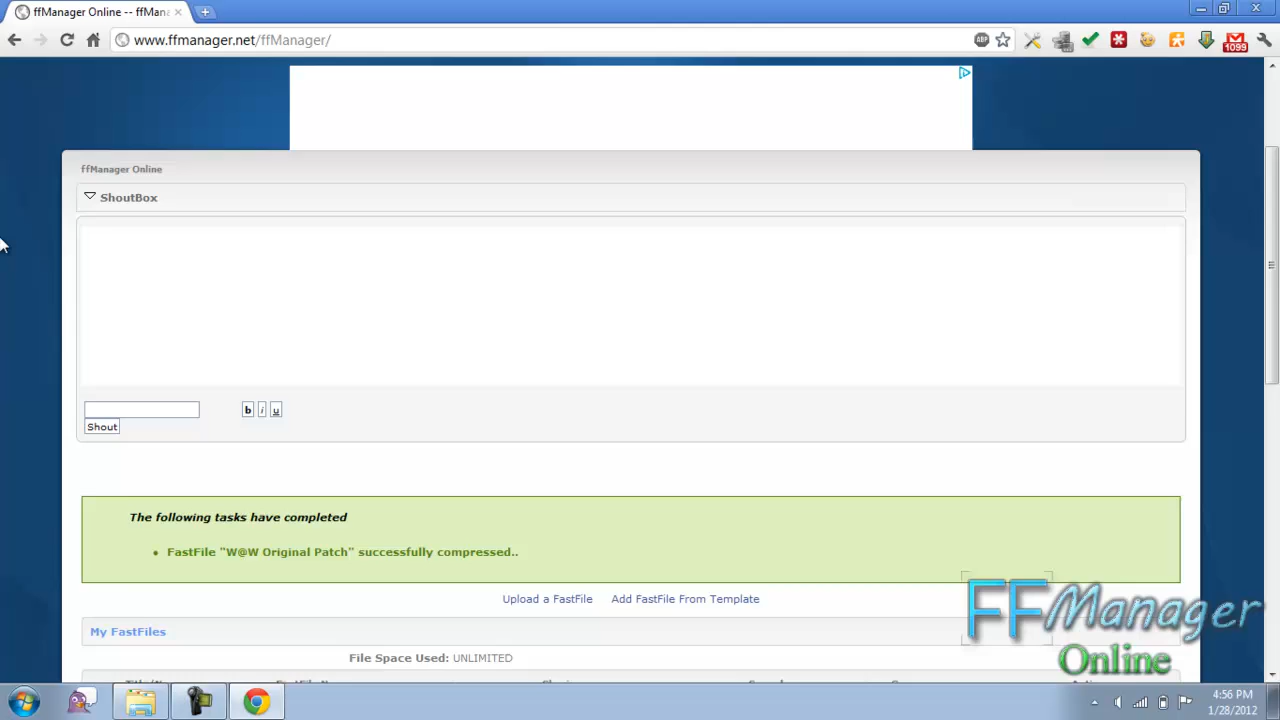 ffManager Online -- ffMana
www.ffmanager.net/ffManager/
ABP
1099
ffManager Online
ShoutBox
b i u
Shout
The following tasks have completed
FastFile "W@W Original Patch" successfully compressed..
Upload a FastFile Add FastFile From Template
FFManager
Online
My FastFiles
File Space Used: UNLIMITED
4:56 PM
1/28/2012